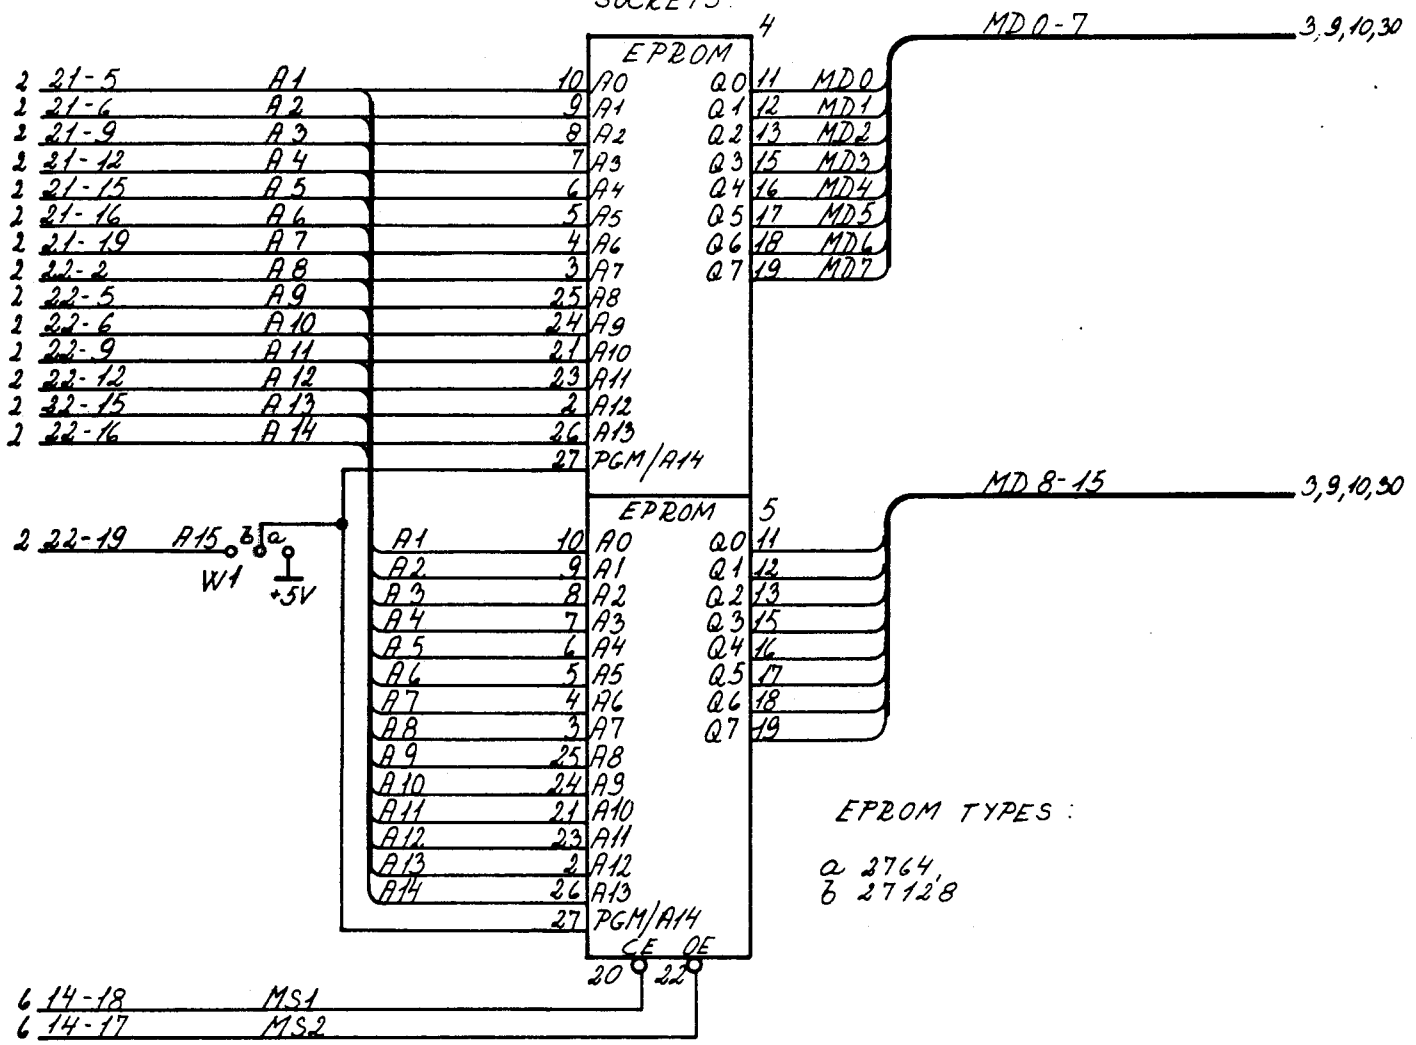 SOCKETS:
4
MD0-7 3,9,10,30
EPROM
2 21-5 A1 10 A0 Q0 11 MD0
2 21-6 A2 9 A1 Q1 12 MD1
2 21-9 A3 8 A2 Q2 13 MD2
2 21-12 A4 7 A3 Q3 15 MD3
2 21-15 A5 6 A4 Q4 16 MD4
2 21-16 A6 5 A5 Q5 17 MD5
2 21-19 A7 4 A6 Q6 18 MD6
2 22-2 A8 3 A7 Q7 19 MD7
2 22-5 A9 25 A8
2 22-6 A10 24 A9
2 22-9 A11 21 A10
2 22-12 A12 23 A11
2 22-15 A13 2 A12
2 22-16 A14 26 A13
27 PGM/A14
MD8-15 3,9,10,30
EPROM 5
2 22-19 A15 b a
W1 +5V
A1 10 A0 Q0 11
A2 9 A1 Q1 12
A3 8 A2 Q2 13
A4 7 A3 Q3 15
A5 6 A4 Q4 16
A6 5 A5 Q5 17
A7 4 A6 Q6 18
A8 3 A7 Q7 19
A9 25 A8
A10 24 A9
A11 21 A10
A12 23 A11
A13 2 A12
A14 26 A13
27 PGM/A14
CE OE
20 22
EPROM TYPES:
a 2764,
b 27128
6 14-18 MS1
6 14-17 MS2